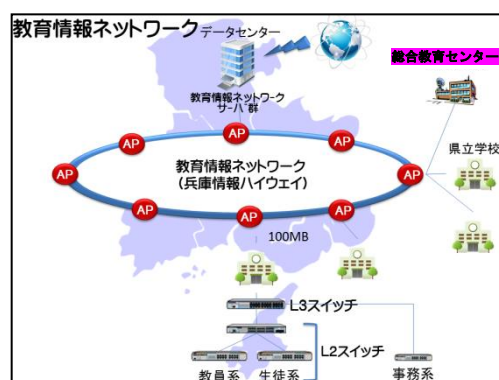 教育情報ネットワーク
データセンター
総合教育センター
教育情報ネットワーク
サーバ群
AP
AP
AP
県立学校
AP
教育情報ネットワーク
(兵庫情報ハイウェイ)
AP
AP
AP
AP
100MB
L3スイッチ
L2スイッチ
教員系
生徒系
事務系